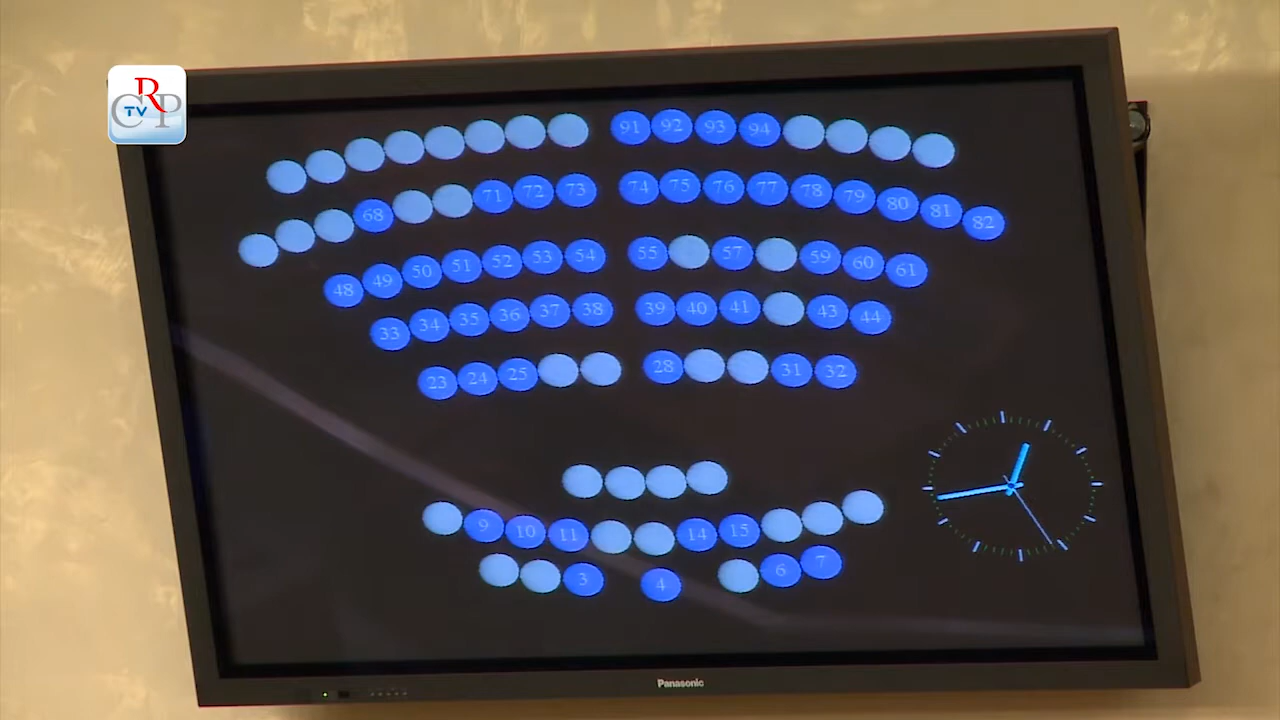 CRP
TV
91 92 93 94
68 71 72 73 74 75 76 77 78 79 80 81 82
48 49 50 51 52 53 54 55 57 59 60 61
33 34 35 36 37 38 39 40 41 43 44
23 24 25 28 31 32
9 10 11 14 15
3 4 6 7
Panasonic